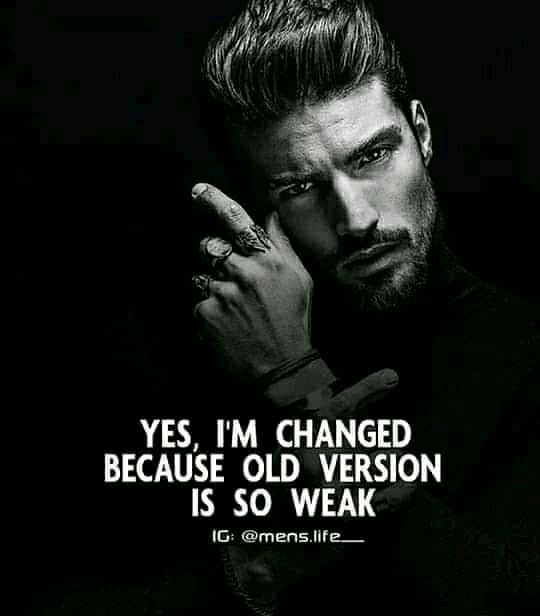 YES, I'M CHANGED
BECAUSE OLD VERSION
IS SO WEAK
IG: @mens.life__